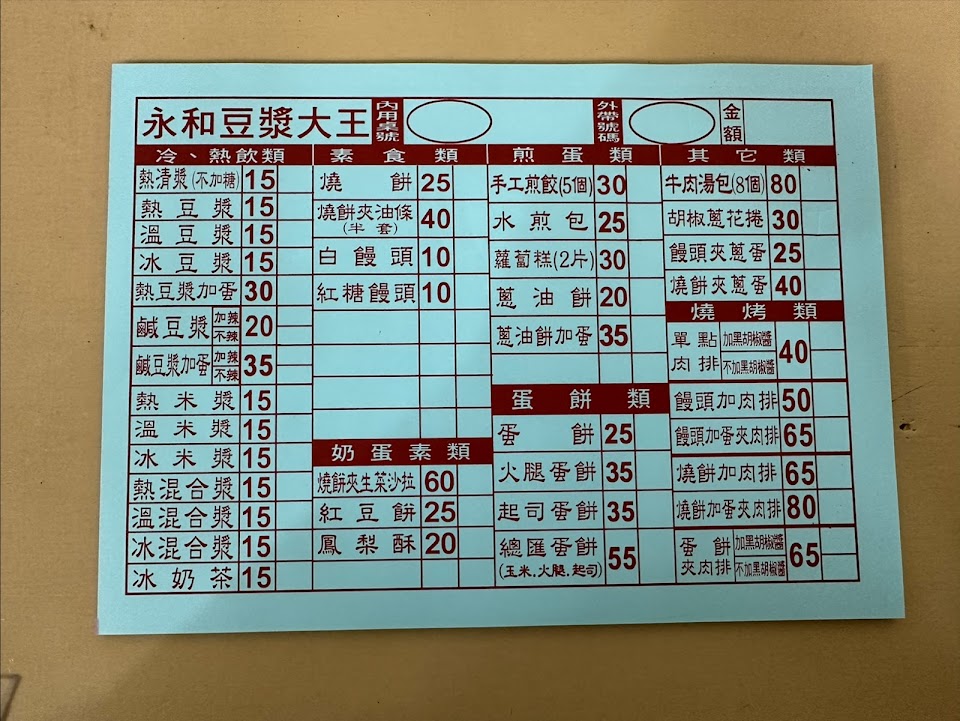 永和豆漿大王
內用桌號
外帶號碼
金額
冷、熱飲類
熱清漿(不加糖) 15
熱豆漿 15
溫豆漿 15
冰豆漿 15
熱豆漿加蛋 30
鹹豆漿 加辣 不辣 20
鹹豆漿加蛋 加辣 不辣 35
熱米漿 15
溫米漿 15
冰米漿 15
熱混合漿 15
溫混合漿 15
冰混合漿 15
冰奶茶 15
素食類
燒餅 25
燒餅夾油條 40
(半套)
白饅頭 10
紅糖饅頭 10
奶蛋素類
燒餅夾生菜沙拉 60
紅豆餅 25
鳳梨酥 20
煎蛋類
手工煎餃(5個) 30
水煎包 25
蘿蔔糕(2片) 30
蔥油餅 20
蔥油餅加蛋 35
蛋餅類
蛋餅 25
火腿蛋餅 35
起司蛋餅 35
總匯蛋餅 55
(玉米.火腿.起司)
其它類
牛肉湯包(8個) 80
胡椒蔥花捲 30
饅頭夾蔥蛋 25
燒餅夾蔥蛋 40
燒烤類
單點肉排 加黑胡椒醬 不加黑胡椒醬 40
饅頭加肉排 50
饅頭加蛋夾肉排 65
燒餅加肉排 65
燒餅加蛋夾肉排 80
蛋餅夾肉排 加黑胡椒醬 不加黑胡椒醬 65